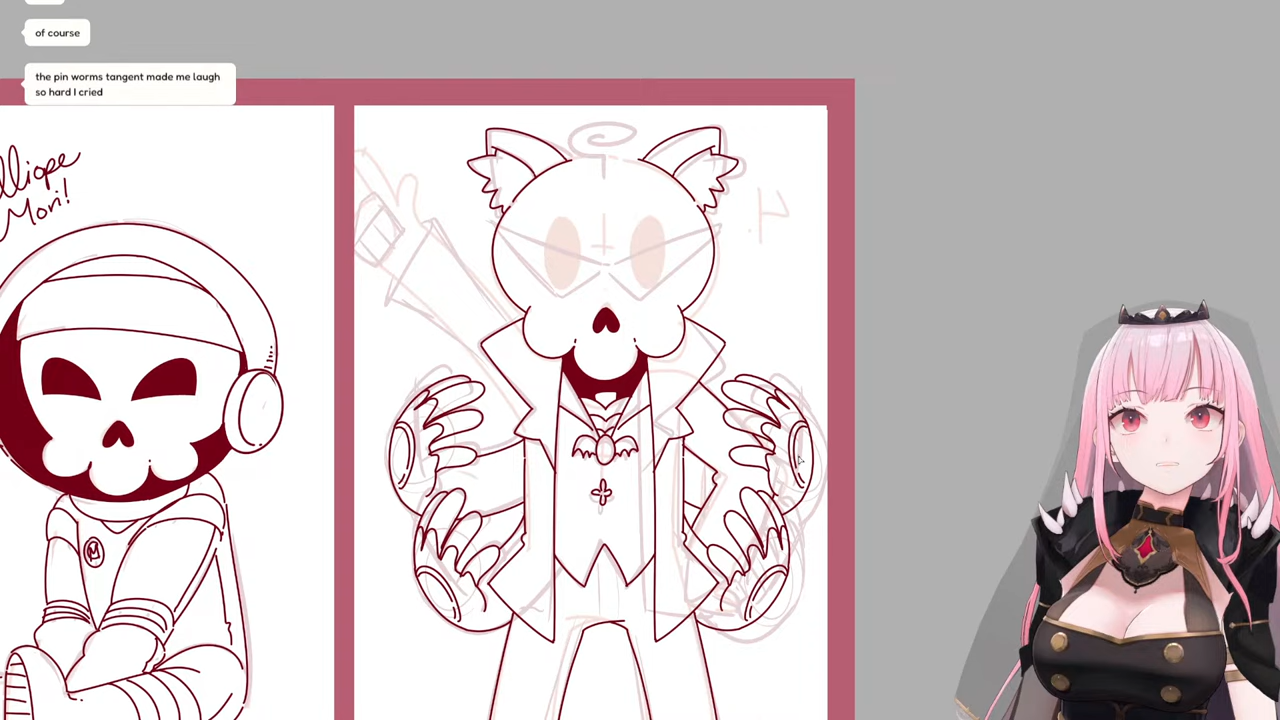 of course
the pin worms tangent made me laugh
so hard I cried
lliope
Mori!
M